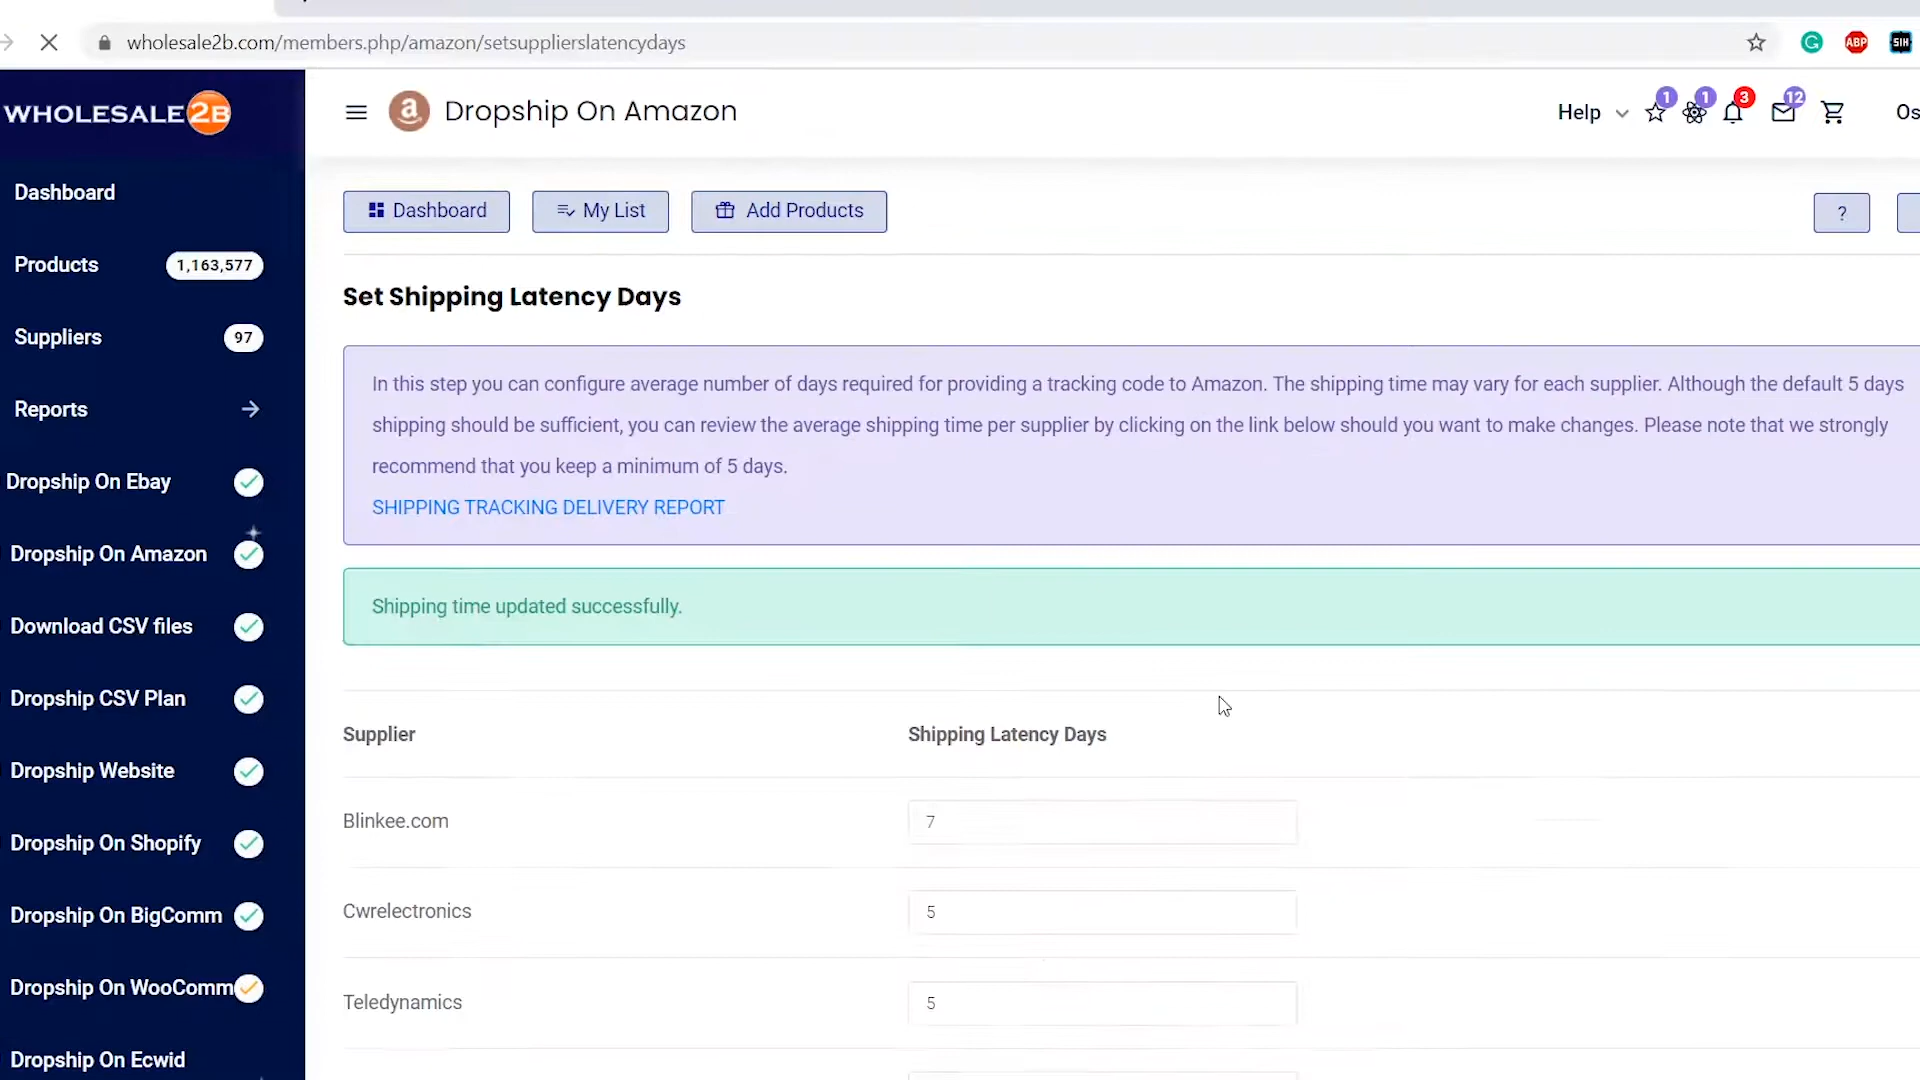 wholesale2b.com/members.php/amazon/setsupplierslatencydays
ABP
SIH
WHOLESALE2B
Dropship On Amazon
Help
1
1
3
12
Os
Dashboard
Products 1,163,577
Suppliers 97
Reports
Dropship On Ebay
Dropship On Amazon
Download CSV files
Dropship CSV Plan
Dropship Website
Dropship On Shopify
Dropship On BigComm
Dropship On WooComm
Dropship On Ecwid
Dashboard
My List
Add Products
?
Set Shipping Latency Days
In this step you can configure average number of days required for providing a tracking code to Amazon. The shipping time may vary for each supplier. Although the default 5 days
shipping should be sufficient, you can review the average shipping time per supplier by clicking on the link below should you want to make changes. Please note that we strongly
recommend that you keep a minimum of 5 days.
SHIPPING TRACKING DELIVERY REPORT
Shipping time updated successfully.
Supplier Shipping Latency Days
Blinkee.com 7
Cwrelectronics 5
Teledynamics 5